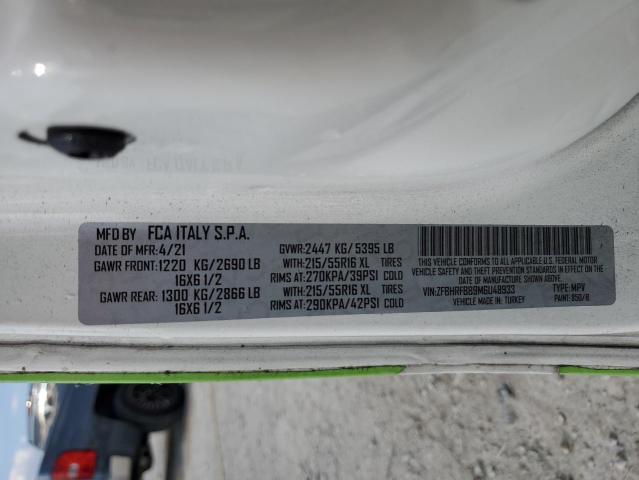 MFD BY FCA ITALY S.P.A.
DATE OF MFR:4/21 GVWR:2447 KG/5395 LB
GAWR FRONT:1220 KG/2690 LB WITH:215/55R16 XL TIRES
16X6 1/2 RIMS AT:270KPA/39PSI COLD
GAWR REAR:1300 KG/2866 LB WITH:215/55R16 XL TIRES
16X6 1/2 RIMS AT:290KPA/42PSI COLD
THIS VEHICLE CONFORMS TO ALL APPLICABLE U.S. FEDERAL MOTOR
VEHICLE SAFETY AND THEFT PREVENTION STANDARDS IN EFFECT
ON THE DATE OF MANUFACTURE SHOWN ABOVE.
MADE IN: TURKEY TYPE: MPV
VIN:ZFBHRFBB9M6U48933 PAINT: 850/B